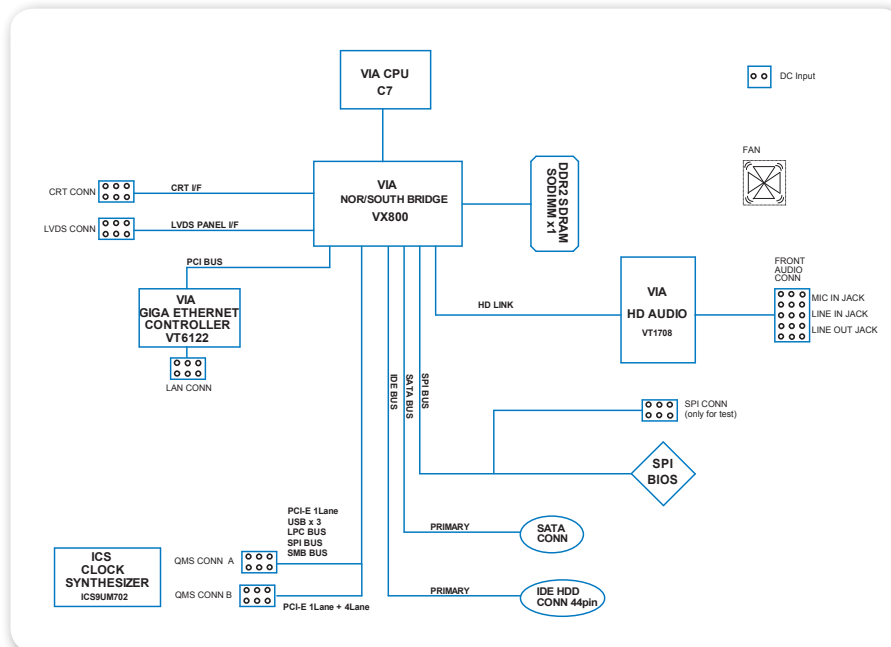 VIA CPU
C7
DC Input
FAN
VIA
NOR/SOUTH BRIDGE
VX800
DDR2 SDRAM
SODIMM x1
CRT CONN
CRT I/F
LVDS CONN
LVDS PANEL I/F
PCI BUS
VIA
GIGA ETHERNET
CONTROLLER
VT6122
LAN CONN
HD LINK
VIA
HD AUDIO
VT1708
FRONT
AUDIO
CONN
MIC IN JACK
LINE IN JACK
LINE OUT JACK
IDE BUS
SATA BUS
SPI BUS
SPI CONN
(only for test)
SPI
BIOS
PCI-E 1Lane
USB x 3
LPC BUS
SPI BUS
SMB BUS
PRIMARY
SATA
CONN
ICS
CLOCK
SYNTHESIZER
ICS9UM702
QMS CONN A
QMS CONN B
PCI-E 1Lane + 4Lane
PRIMARY
IDE HDD
CONN 44pin